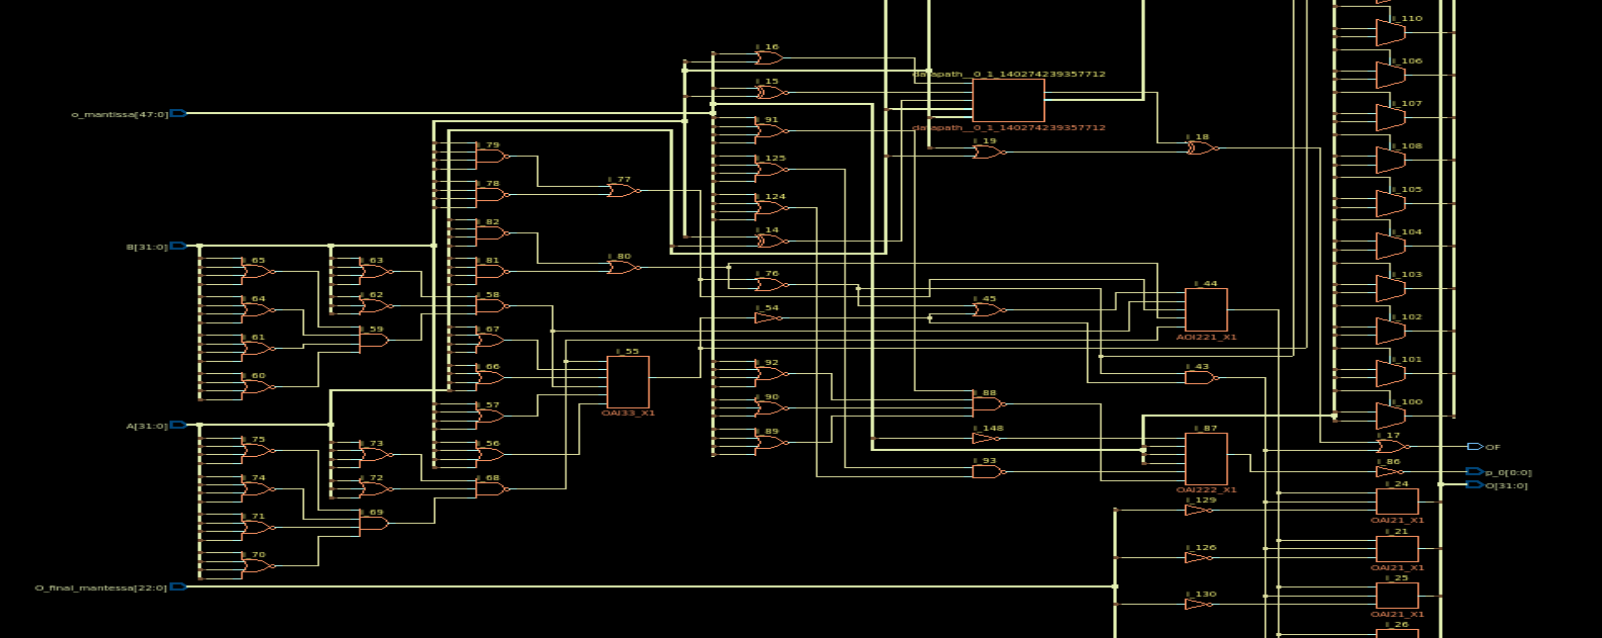 i_110
i_16
i_106
datapath__0_1_140274239357712
i_15
i_107
o_mantissa[47:0]
i_91
datapath__0_1_140274239357712
i_18
i_79
i_19
i_108
i_125
i_78
i_77
i_105
i_124
i_82
i_14
i_104
B[31:0]
i_65
i_63
i_81
i_80
i_76
i_103
i_44
i_64
i_62
i_58
i_54
i_45
i_102
i_61
i_59
i_67
AOI221_X1
i_55
i_101
i_60
i_66
i_92
i_43
i_100
i_57
OAI33_X1
i_90
i_88
A[31:0]
i_75
i_73
i_56
i_89
i_148
i_87
i_17
OF
i_74
i_72
i_68
i_93
i_86
p_0[0:0]
O[31:0]
OAI222_X1
i_24
i_71
i_69
i_129
OAI21_X1
i_70
i_126
i_21
OAI21_X1
O_final_mantessa[22:0]
i_130
i_25
OAI21_X1
i_26